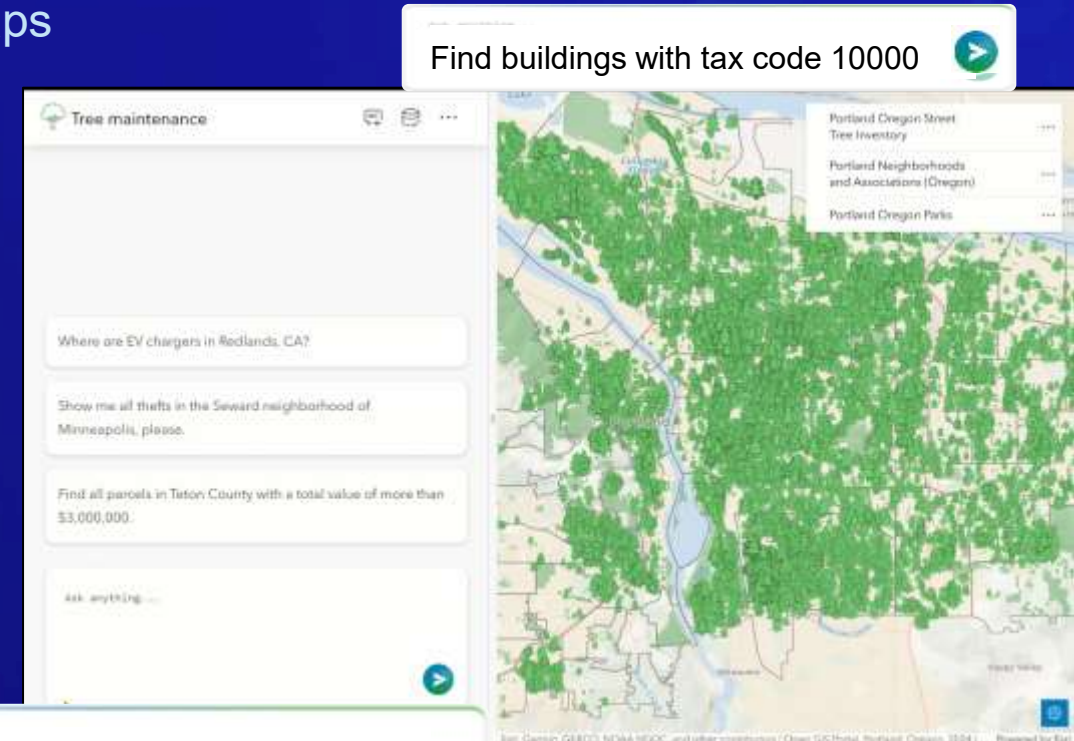 ps
Find buildings with tax code 10000
Tree maintenance
Portland Oregon Street
Tree Inventory
Portland Neighborhoods
and Associations (Oregon)
Portland Oregon Parks
Where are EV chargers in Redlands, CA?
Show me all thefts in the Seward neighborhood of
Minneapolis, please.
Find all parcels in Teton County with a total value of more than
$3,000,000.
Ask anything...
Powered by Esri